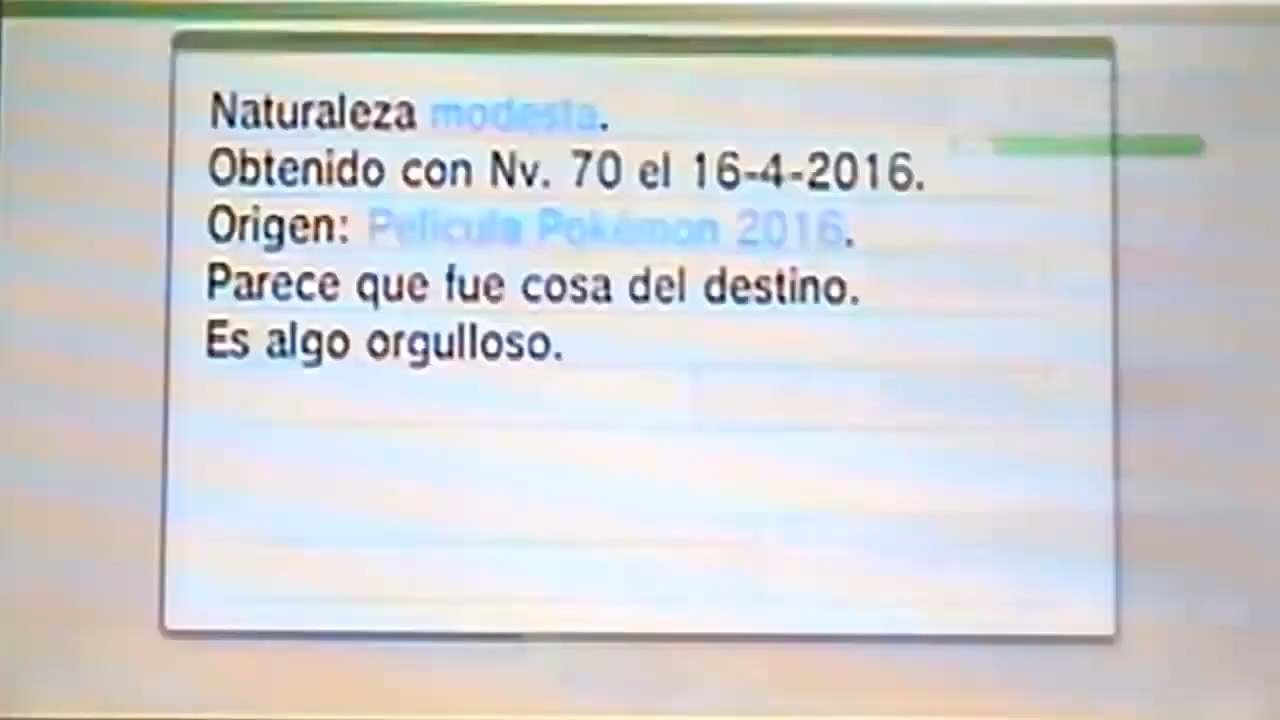 Naturaleza modesta.
Obtenido con Nv. 70 el 16-4-2016.
Origen: Película Pokémon 2016.
Parece que fue cosa del destino.
Es algo orgulloso.